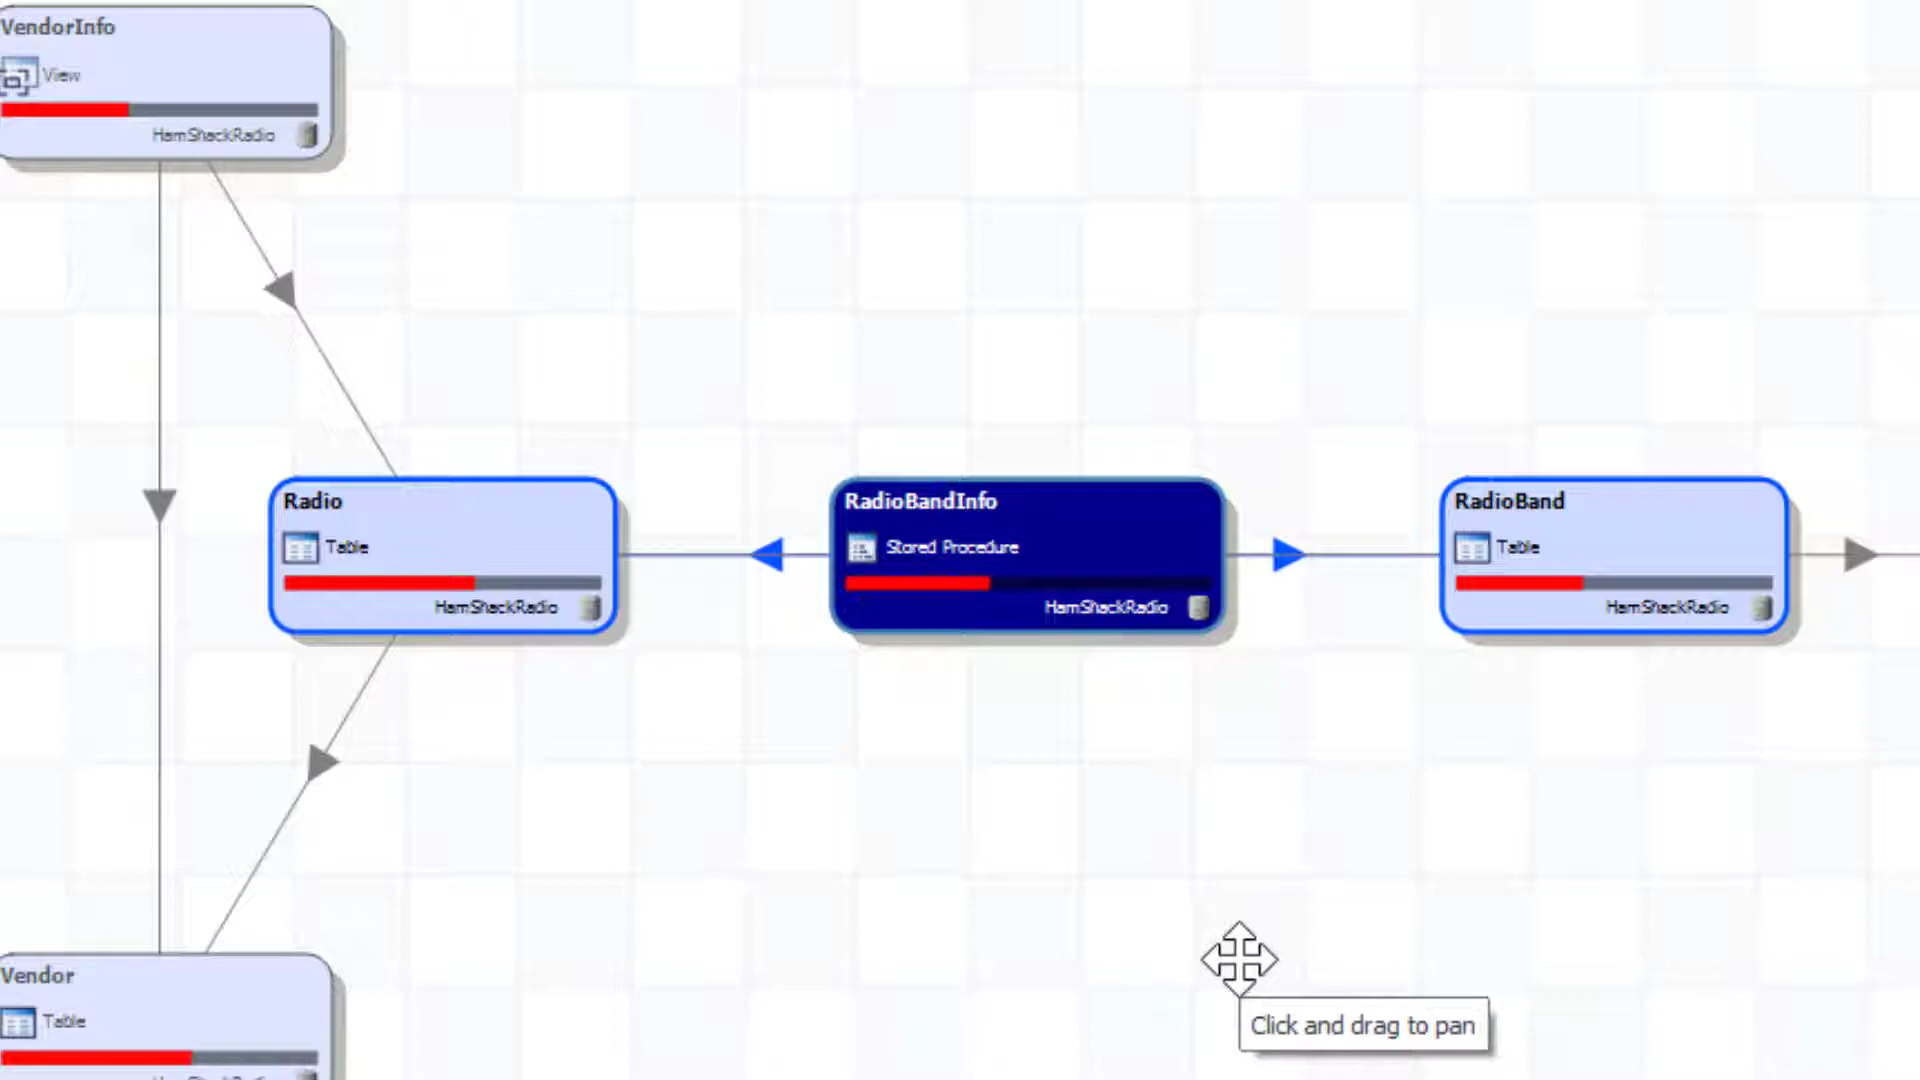 VendorInfo
View
HamShackRadio
Radio
Table
HamShackRadio
RadioBandInfo
Stored Procedure
HamShackRadio
RadioBand
Table
HamShackRadio
Vendor
Table
Click and drag to pan